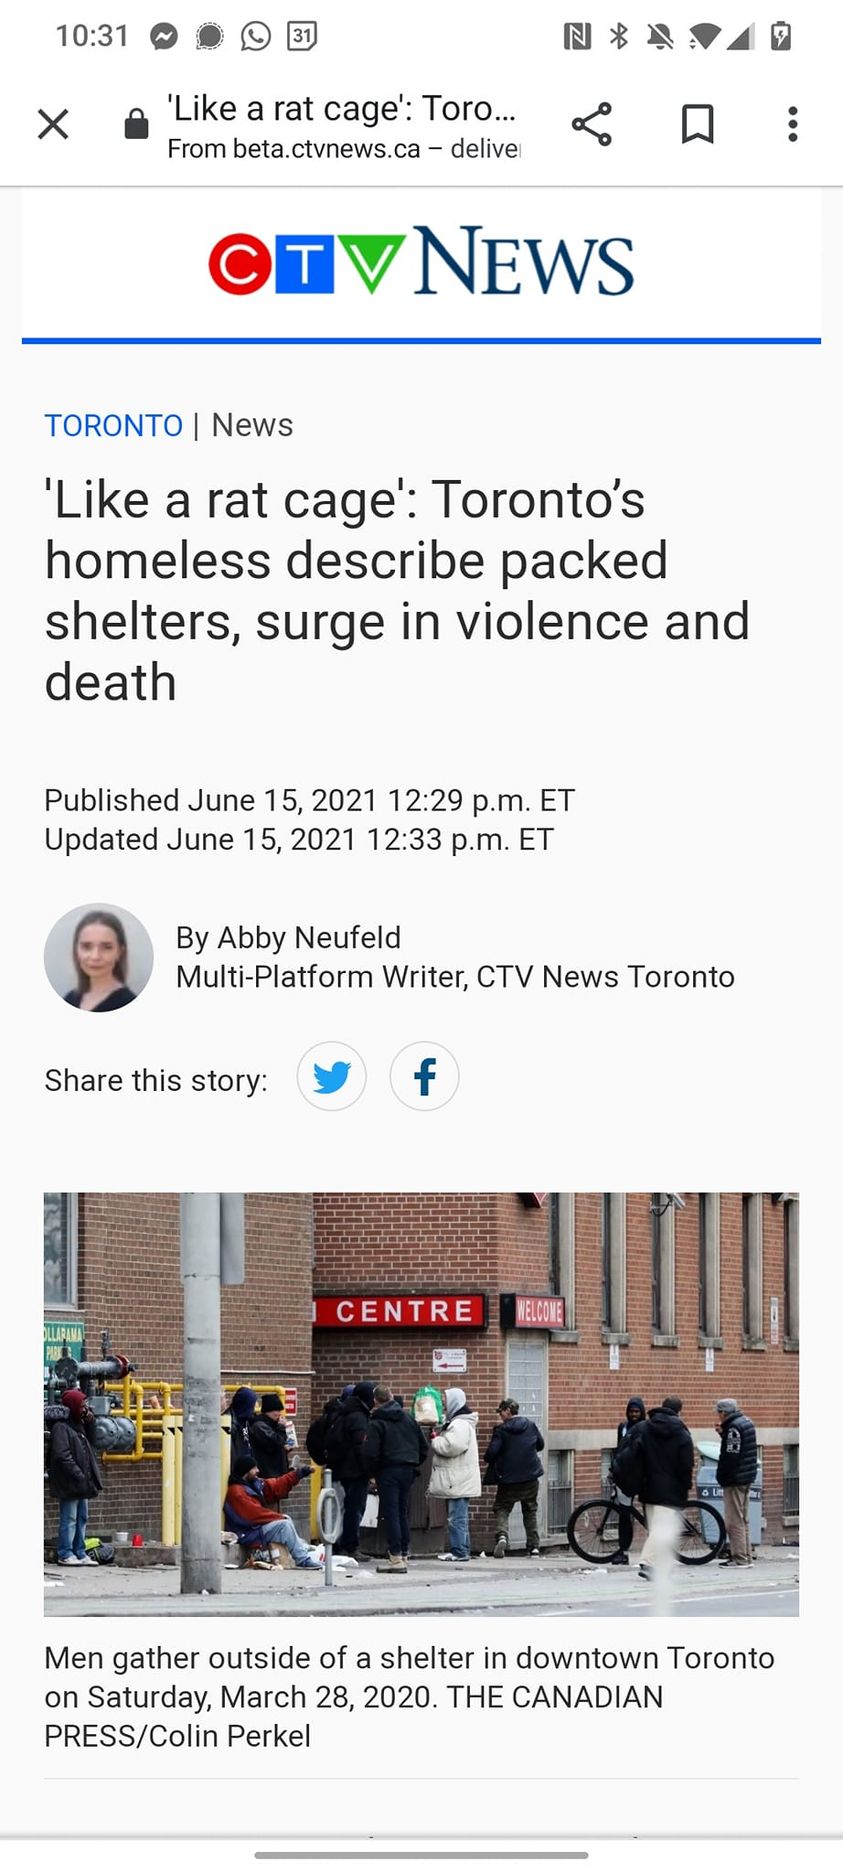 10:31
31
'Like a rat cage': Toro...
From beta.ctvnews.ca – delive
CTV NEWS
TORONTO | News
'Like a rat cage': Toronto’s
homeless describe packed
shelters, surge in violence and
death
Published June 15, 2021 12:29 p.m. ET
Updated June 15, 2021 12:33 p.m. ET
By Abby Neufeld
Multi-Platform Writer, CTV News Toronto
Share this story:
CENTRE
WELCOME
Men gather outside of a shelter in downtown Toronto
on Saturday, March 28, 2020. THE CANADIAN
PRESS/Colin Perkel